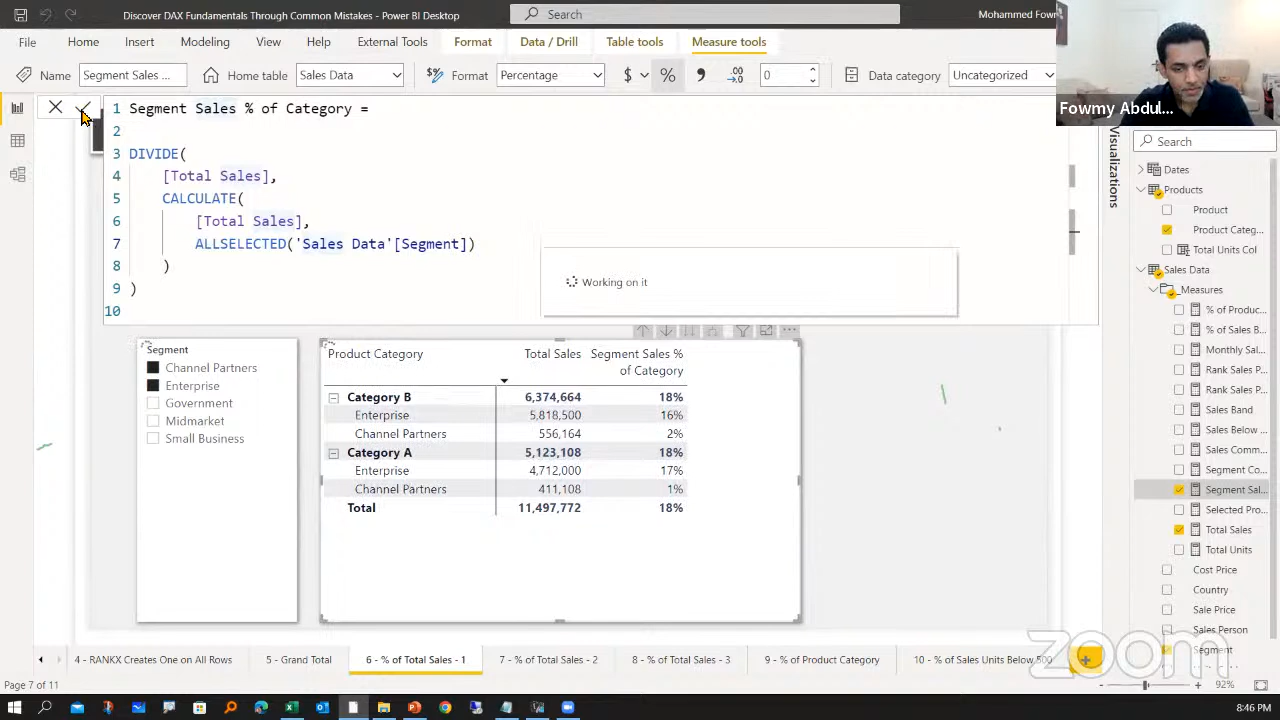 Discover DAX Fundamentals Through Common Mistakes - Power BI Desktop
Search
Mohammed Fow
File Home Insert Modeling View Help External Tools Format Data / Drill Table tools Measure tools
Name Segment Sales ... Home table Sales Data Format Percentage $ % 0 Data category Uncategorized
Fowmy Abdul...
1 Segment Sales % of Category =
2
3 DIVIDE(
4 [Total Sales],
5 CALCULATE(
6 [Total Sales],
7 ALLSELECTED('Sales Data'[Segment])
8 )
9 )
10
Working on it
Segment
Channel Partners
Enterprise
Government
Midmarket
Small Business
Product Category Total Sales Segment Sales %
of Category
Category B 6,374,664 18%
Enterprise 5,818,500 16%
Channel Partners 556,164 2%
Category A 5,123,108 18%
Enterprise 4,712,000 17%
Channel Partners 411,108 1%
Total 11,497,772 18%
Visualizations
Search
Dates
Products
Product
Product Categ...
Total Units Col
Sales Data
_Measures
% of Produc...
% of Sales B...
Monthly Sal...
Rank Sales P...
Rank Sales P...
Sales Band
Sales Below ...
Sales Comm...
Segment Co...
Segment Sal...
Selected Pro...
Total Sales
Total Units
Cost Price
Country
Sale Price
Sales Person
Segment
zoom
4 - RANKX Creates One on All Rows 5 - Grand Total 6 - % of Total Sales - 1 7 - % of Total Sales - 2 8 - % of Total Sales - 3 9 - % of Product Category 10 - % of Sales Units Below 500
Page 7 of 11
92%
8:46 PM